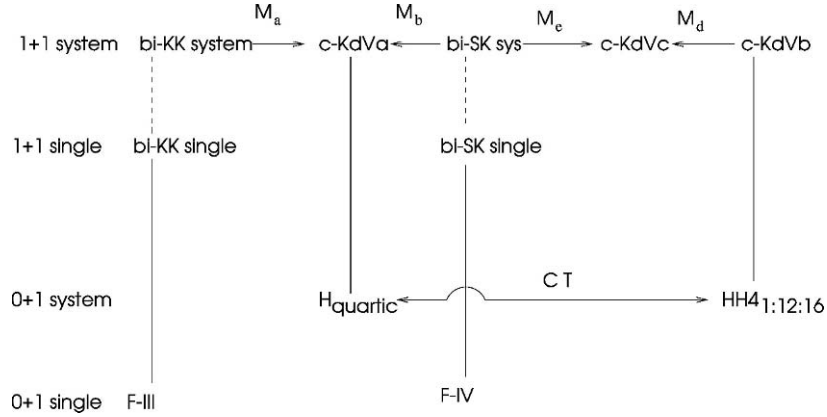 M_a M_b M_e M_d
1+1 system bi-KK system c-KdVa bi-SK sys c-KdVc c-KdVb
1+1 single bi-KK single bi-SK single
C T
0+1 system H_quartic HH4_1:12:16
0+1 single F-III F-IV